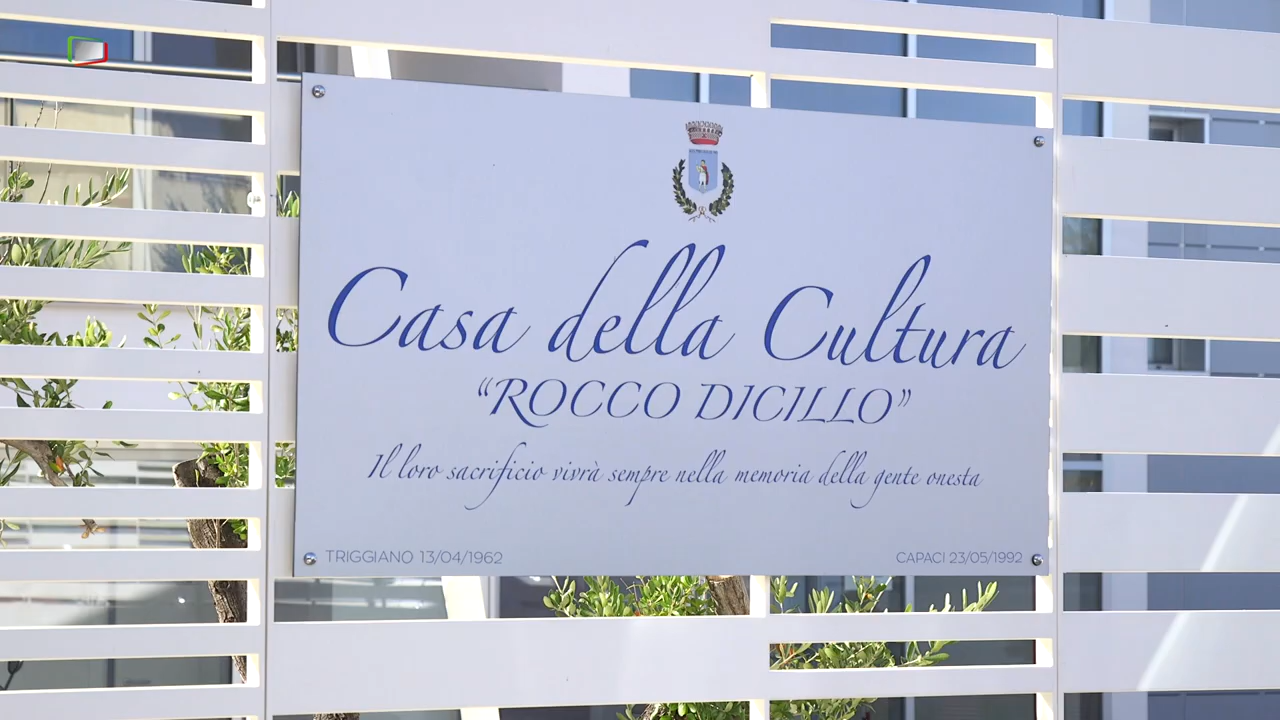 Casa della Cultura
“ROCCO DICILLO”
Il loro sacrificio vivrà sempre nella memoria della gente onesta
TRIGGIANO 13/04/1962
CAPACI 23/05/1992